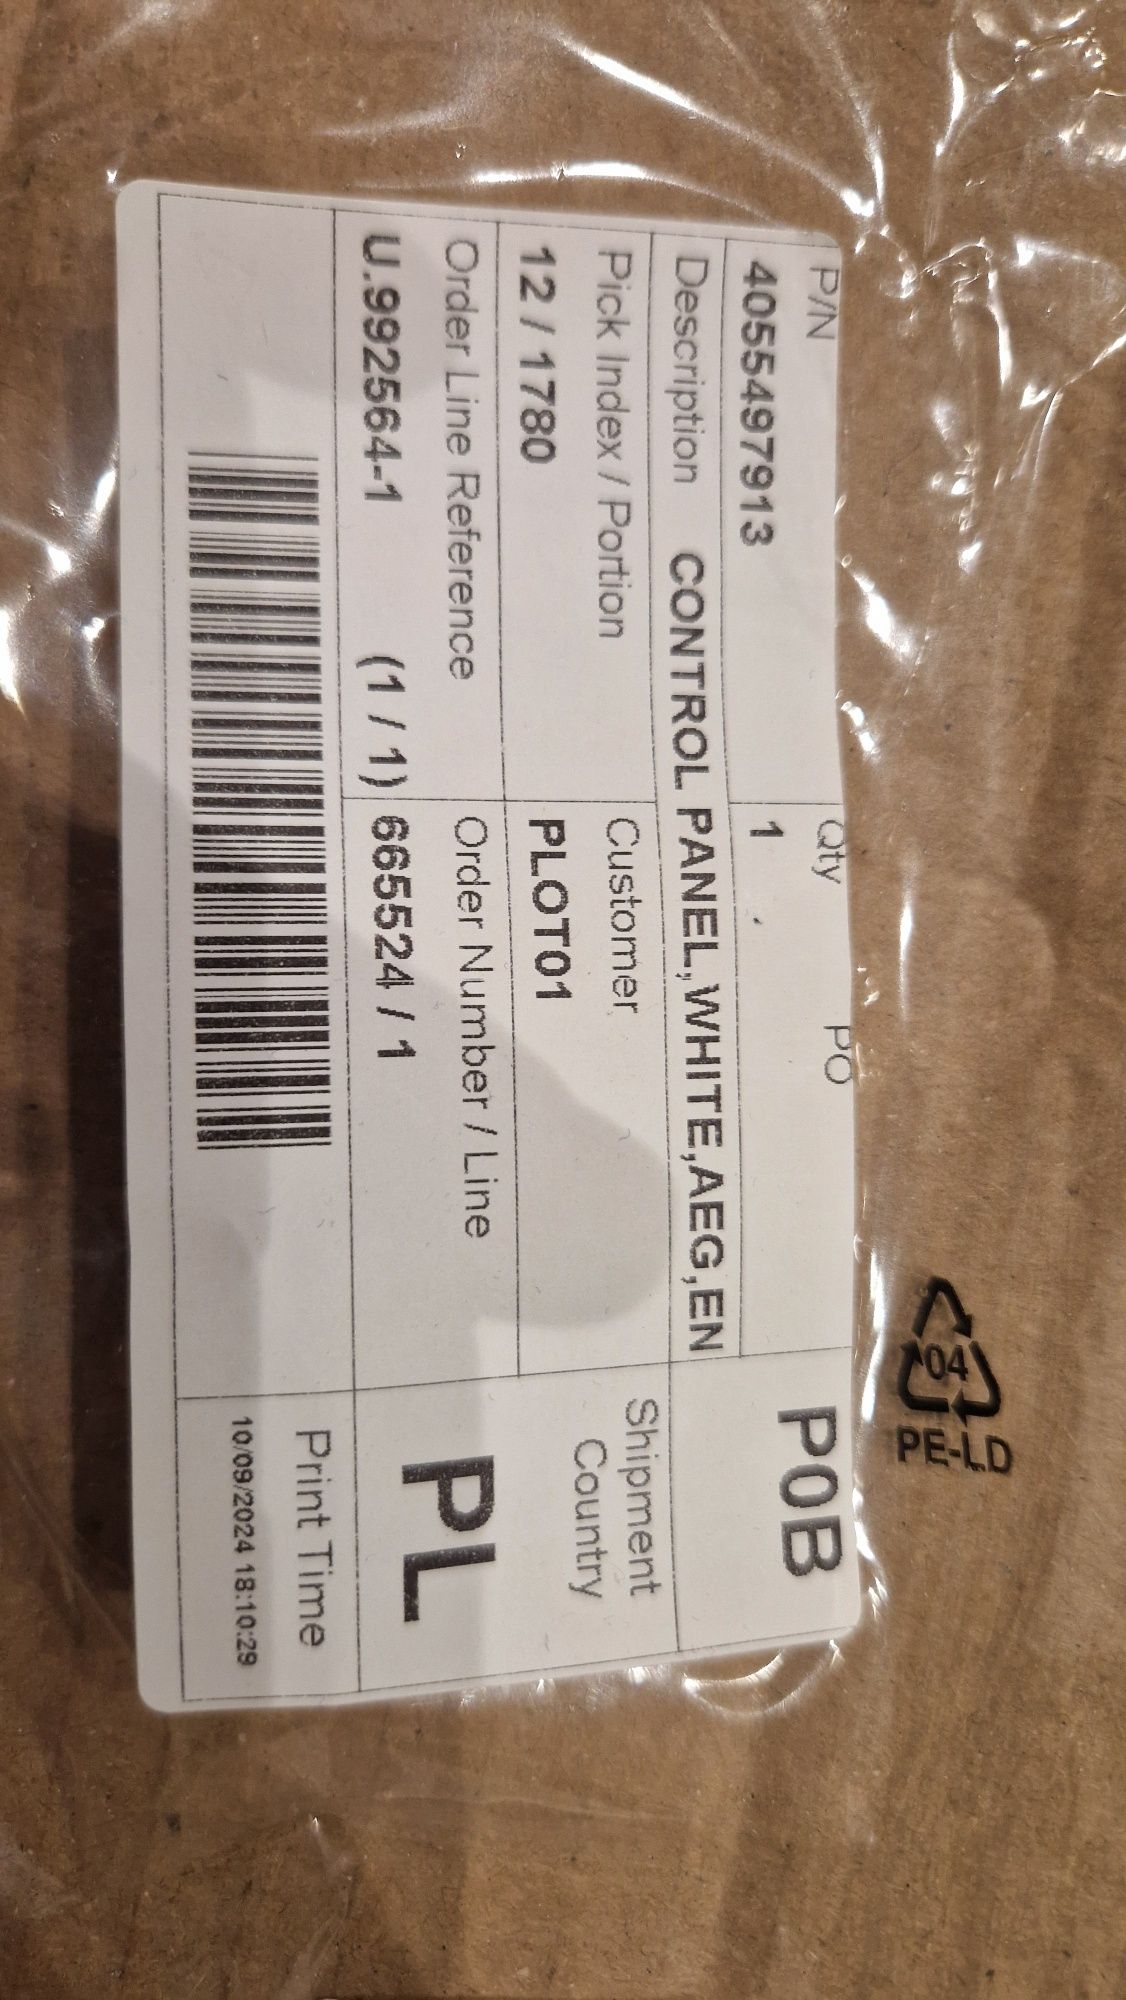 P/N Qty PO
4055497913 1 P0B
Description CONTROL PANEL,WHITE,AEG,EN
Pick Index / Portion Customer Shipment
Country
12 / 1780 PLOT01
Order Line Reference Order Number / Line PL
U.992564-1 (1 / 1) 665524 / 1
Print Time
10/09/2024 18:10:29
04
PE-LD